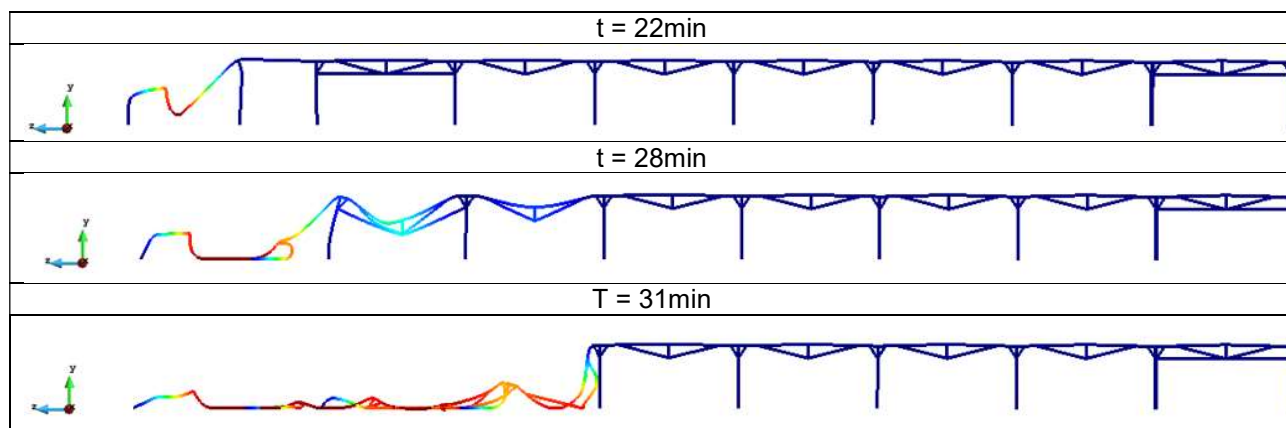 t = 22min
y
z
x
t = 28min
y
z
x
T = 31min
y
z
x